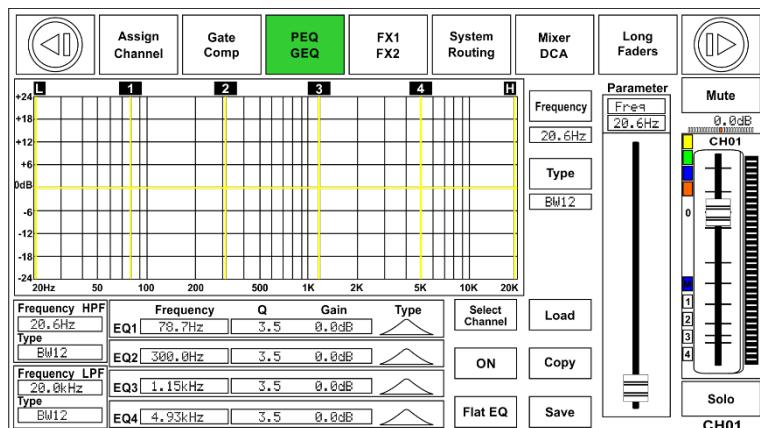 Assign Channel
Gate Comp
PEQ GEQ
FX1 FX2
System Routing
Mixer DCA
Long Faders
L 1 2 3 4 H
+24
+18
+12
+6
0dB
-6
-12
-18
-24
20Hz 50 100 200 500 1K 2K 5K 10K 20K
Frequency
20.6Hz
Type
BW12
Parameter
Freq
20.6Hz
Mute
0.0dB
CH01
0
M
1
2
3
4
Solo
CH01
Frequency HPF
20.6Hz
Type
BW12
Frequency LPF
20.0kHz
Type
BW12
Frequency Q Gain Type
EQ1 78.7Hz 3.5 0.0dB
EQ2 300.0Hz 3.5 0.0dB
EQ3 1.15kHz 3.5 0.0dB
EQ4 4.93kHz 3.5 0.0dB
Select Channel
ON
Flat EQ
Load
Copy
Save